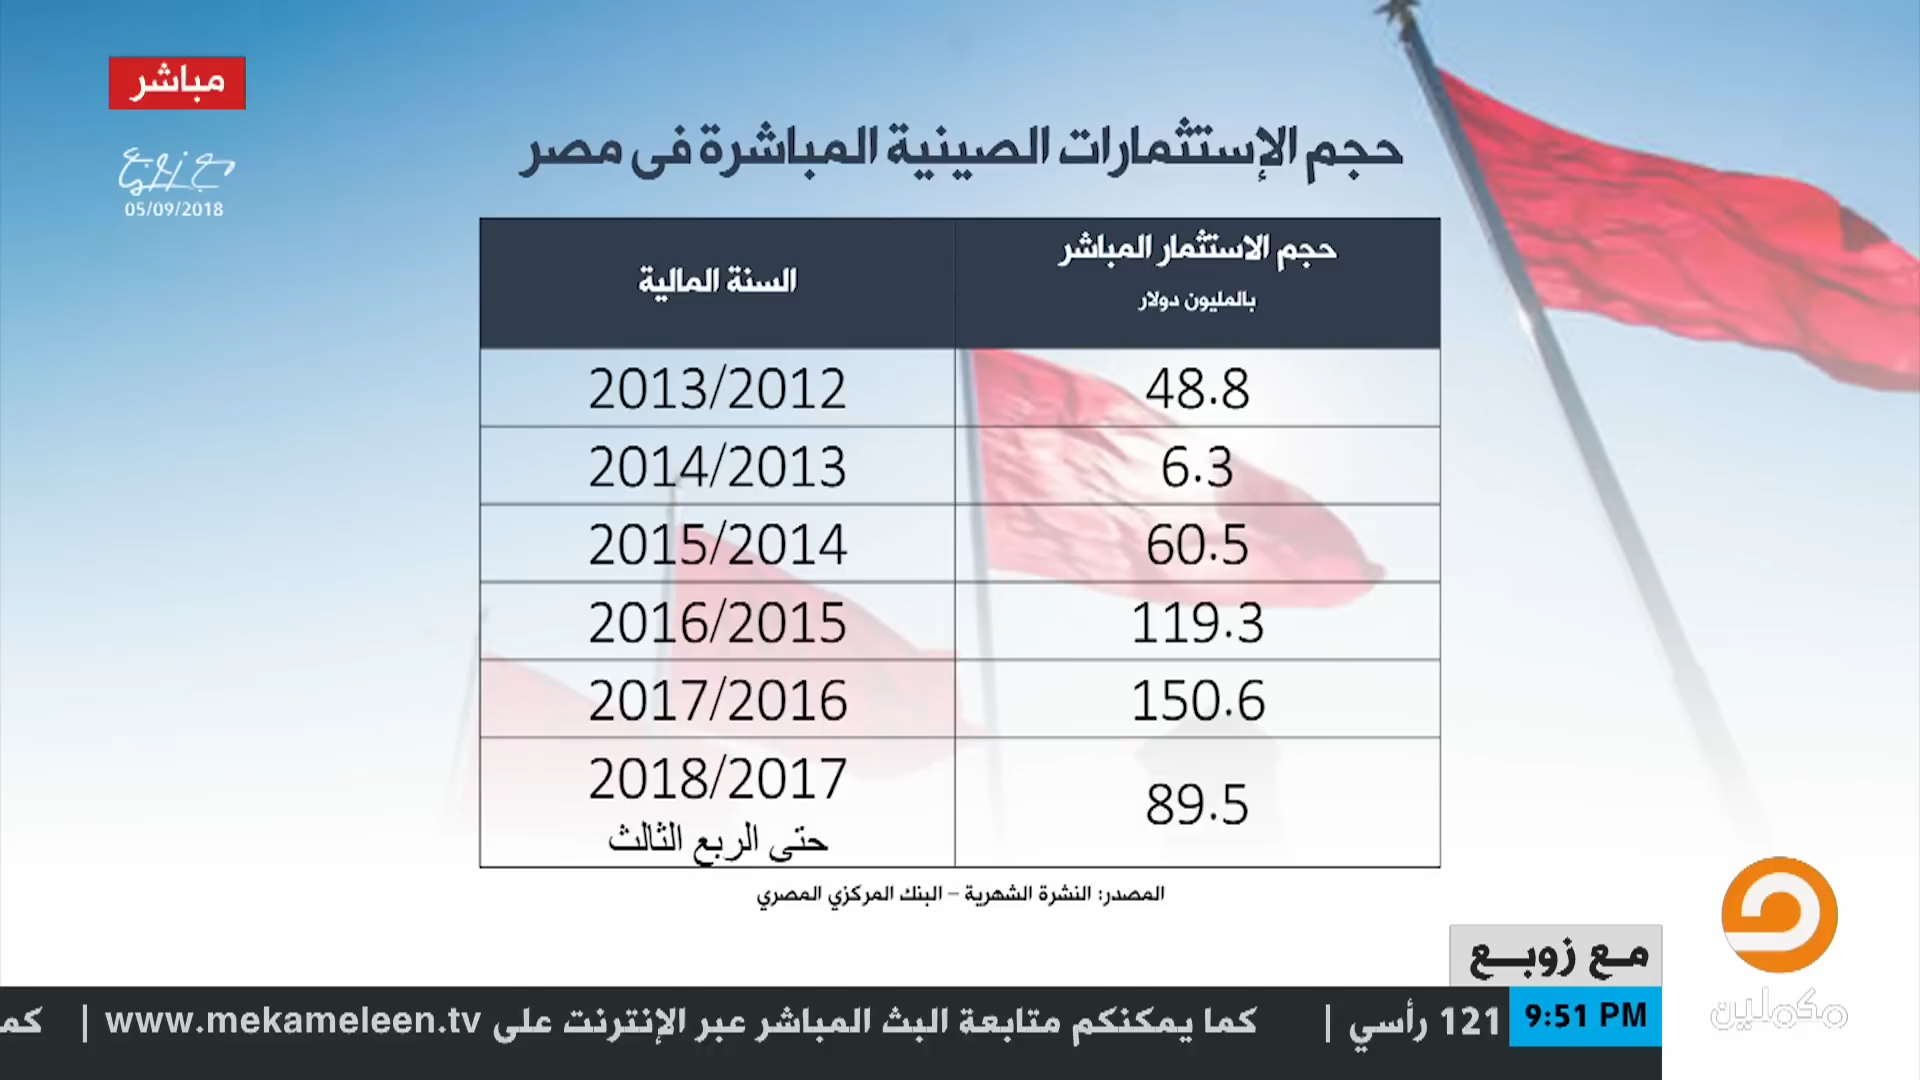 مباشر
مع زوبع
05/09/2018
حجم الإستثمارات الصينية المباشرة فى مصر
حجم الاستثمار المباشر
بالمليون دولار
السنة المالية
48.8
2013/2012
6.3
2014/2013
60.5
2015/2014
119.3
2016/2015
150.6
2017/2016
89.5
2018/2017
حتى الربع الثالث
المصدر: النشرة الشهرية – البنك المركزي المصري
مـع زوبـــع
مكملين
9:51 PM
121 رأسي | كما يمكنكم متابعة البث المباشر عبر الإنترنت على www.mekameleen.tv | كما